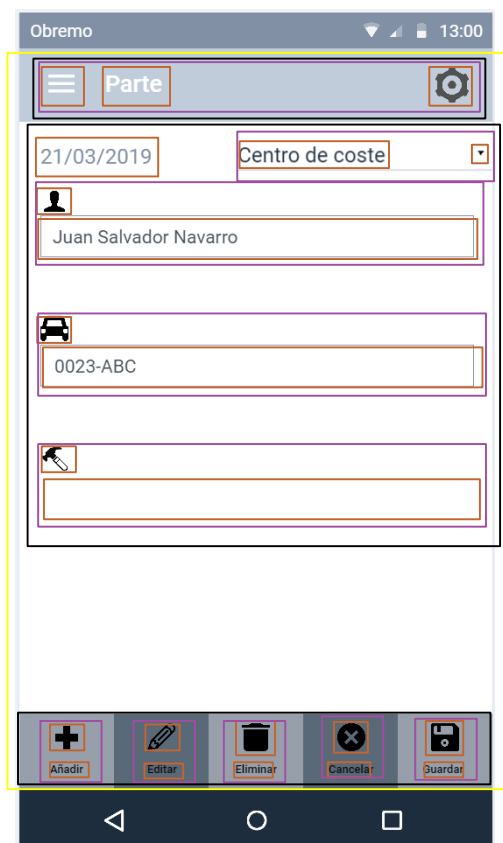 Obremo 13:00
Parte
21/03/2019 Centro de coste
Juan Salvador Navarro
0023-ABC
Añadir Editar Eliminar Cancelar Guardar